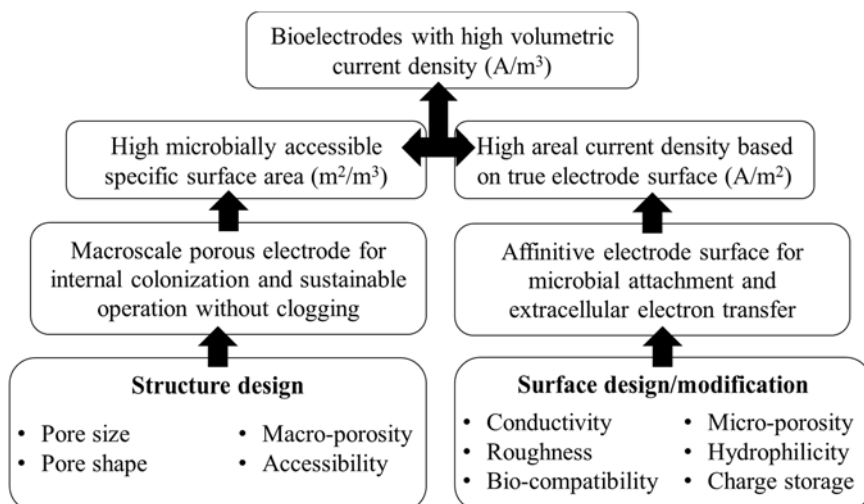 Bioelectrodes with high volumetric
current density (A/m³)
High microbially accessible
specific surface area (m²/m³)
High areal current density based
on true electrode surface (A/m²)
Macroscale porous electrode for
internal colonization and sustainable
operation without clogging
Affinitive electrode surface for
microbial attachment and
extracellular electron transfer
Structure design
• Pore size
• Pore shape
• Macro-porosity
• Accessibility
Surface design/modification
• Conductivity
• Roughness
• Bio-compatibility
• Micro-porosity
• Hydrophilicity
• Charge storage